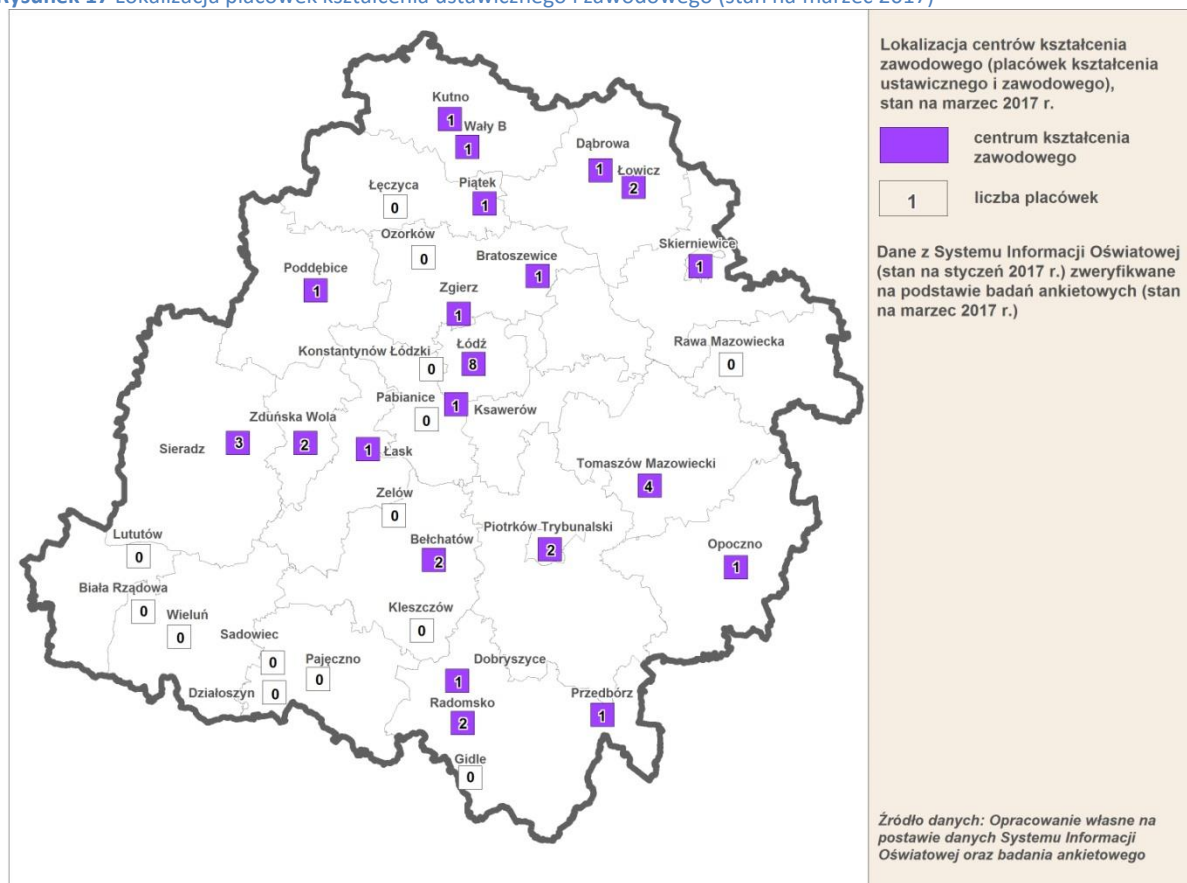 Rysunek 17 Lokalizacja placówek kształcenia ustawicznego i zawodowego (stan na marzec 2017)
Kutno
1
Wały B
1
Dąbrowa
1
Łowicz
2
Łęczyca
0
Piątek
1
Ozorków
0
Bratoszewice
1
Skierniewice
1
Poddębice
1
Zgierz
1
Łódź
8
Konstantynów Łódzki
0
Rawa Mazowiecka
0
Pabianice
0
1
Ksawerów
Sieradz
3
Zduńska Wola
2
1
Łask
Tomaszów Mazowiecki
4
Zelów
0
Bełchatów
2
Piotrków Trybunalski
2
Opoczno
1
Lututów
0
Biała Rządowa
0
Wieluń
0
Kleszczów
0
Sadowiec
0
Pajęczno
0
Działoszyn
0
Dobryszyce
1
Radomsko
2
Przedbórz
1
Gidle
0
Lokalizacja centrów kształcenia
zawodowego (placówek kształcenia
ustawicznego i zawodowego),
stan na marzec 2017 r.
centrum kształcenia
zawodowego
1
liczba placówek
Dane z Systemu Informacji Oświatowej
(stan na styczeń 2017 r.) zweryfikwane
na podstawie badań ankietowych (stan
na marzec 2017 r.)
Źródło danych: Opracowanie własne na
postawie danych Systemu Informacji
Oświatowej oraz badania ankietowego